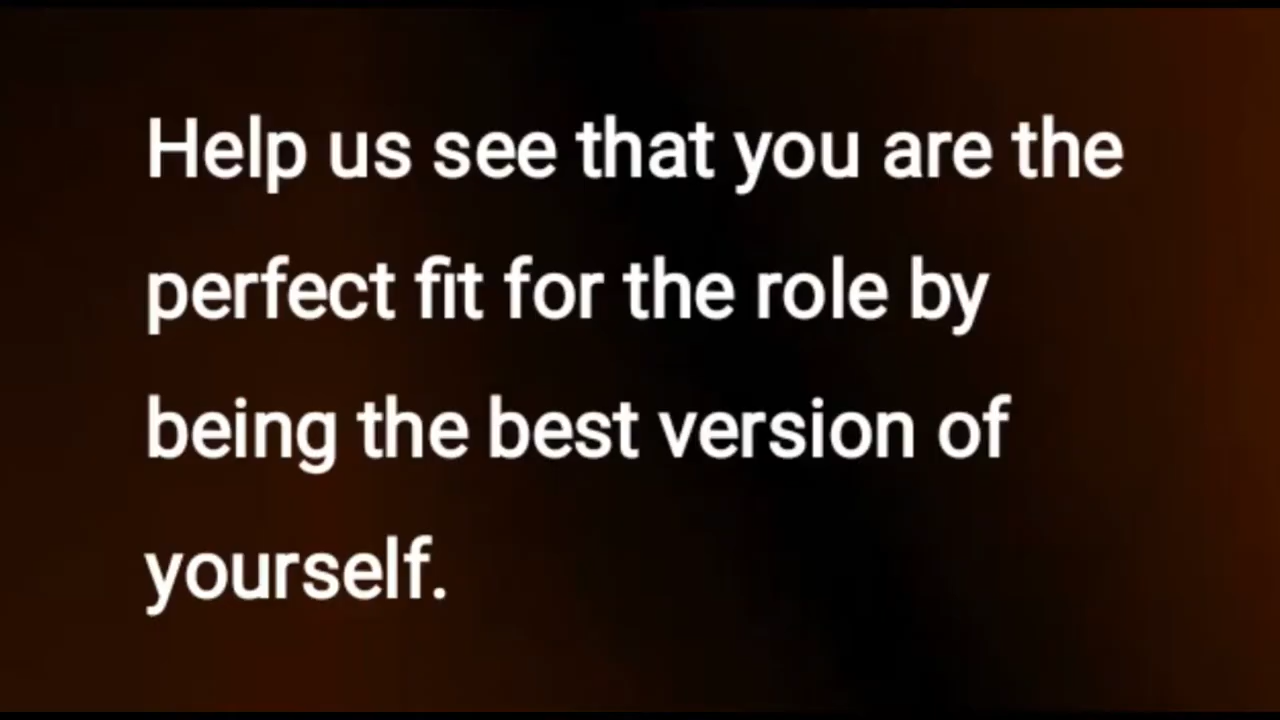 Help us see that you are the
perfect fit for the role by
being the best version of
yourself.